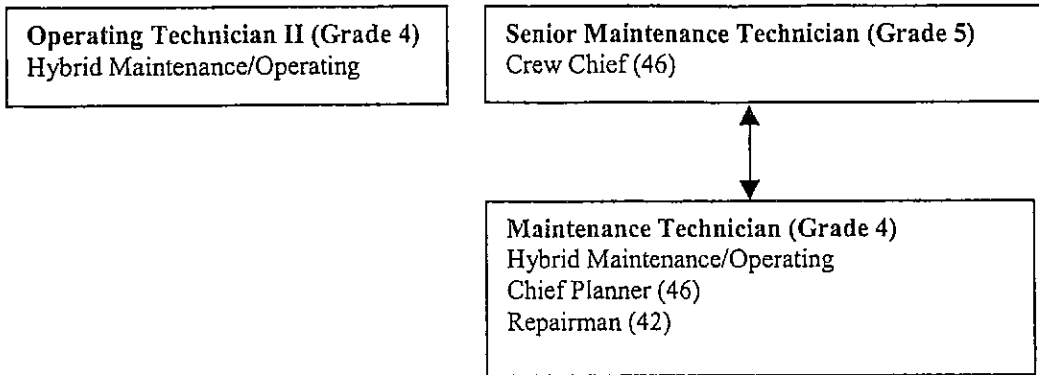 Operating Technician II (Grade 4)
Hybrid Maintenance/Operating
Senior Maintenance Technician (Grade 5)
Crew Chief (46)
Maintenance Technician (Grade 4)
Hybrid Maintenance/Operating
Chief Planner (46)
Repairman (42)